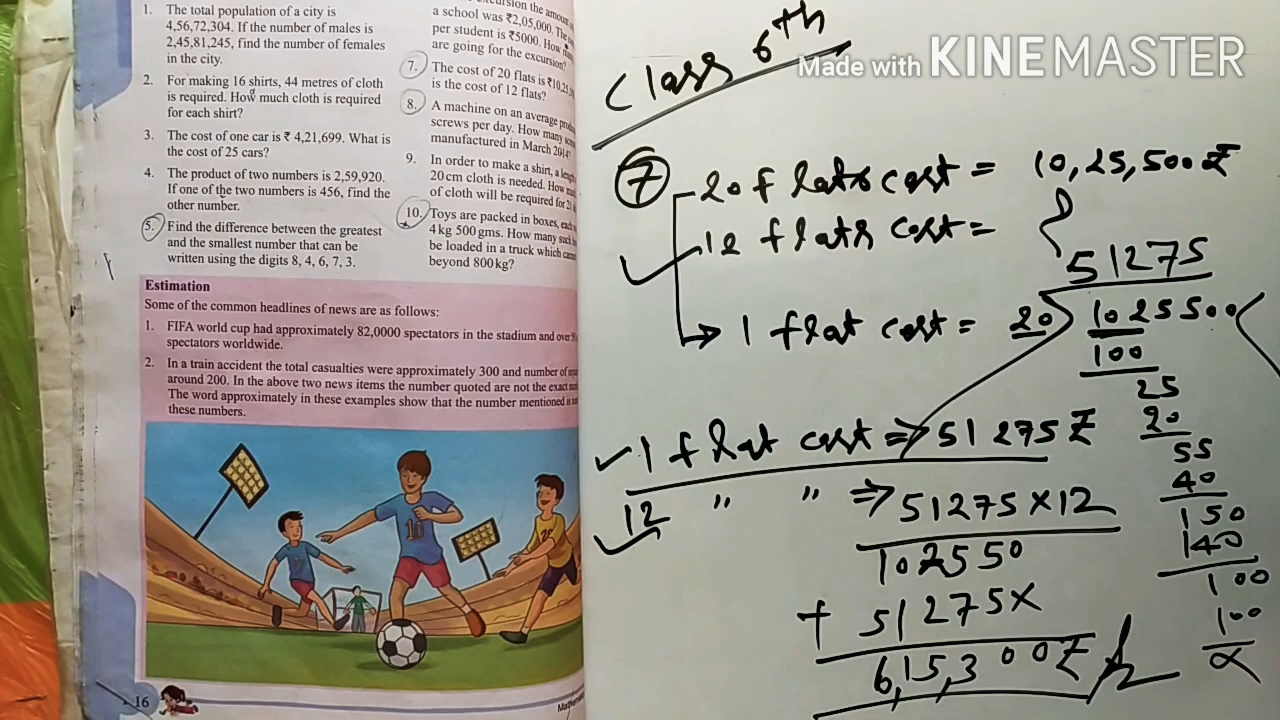 1. The total population of a city is
4,56,72,304. If the number of males is
2,45,81,245, find the number of females
in the city.
2. For making 16 shirts, 44 metres of cloth
is required. How much cloth is required
for each shirt?
3. The cost of one car is ₹ 4,21,699. What is
the cost of 25 cars?
4. The product of two numbers is 2,59,920.
If one of the two numbers is 456, find the
other number.
5. Find the difference between the greatest
and the smallest number that can be
written using the digits 8, 4, 6, 7, 3.
the amount
a school was ₹2,05,000. The
per student is ₹5000. How
are going for the excursion?
7. The cost of 20 flats is ₹10,25,
is the cost of 12 flats?
8. A machine on an average
screws per day. How many
manufactured in March 2014
9. In order to make a shirt, a
20 cm cloth is needed. How
of cloth will be required for
10. Toys are packed in boxes,
4 kg 500 gms. How many such
be loaded in a truck which
beyond 800 kg?
Estimation
Some of the common headlines of news are as follows:
1. FIFA world cup had approximately 82,0000 spectators in the stadium and over
spectators worldwide.
2. In a train accident the total casualties were approximately 300 and number of
around 200. In the above two news items the number quoted are not the exact
The word approximately in these examples show that the number mentioned is
these numbers.
10
16
Class 6th
Made with KINEMASTER
7 20 flats cost = 10,25,500 ₹
12 flats cost = ?
51275
1 flat cost = 20 ) 1025500 (
100
25
20
55
40
150
140
100
100
x
1 flat cost ⇒ 51275 ₹
12 " " ⇒ 51275 x 12
102550
+ 51275x
6,15,300 ₹